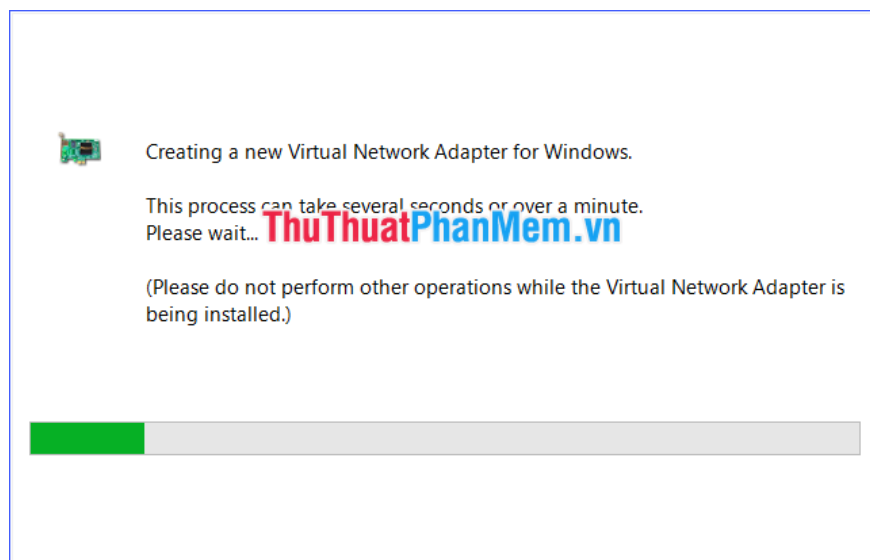 Creating a new Virtual Network Adapter for Windows.
This process can take several seconds or over a minute.
Please wait... ThuThuatPhanMem.vn
(Please do not perform other operations while the Virtual Network Adapter is
being installed.)